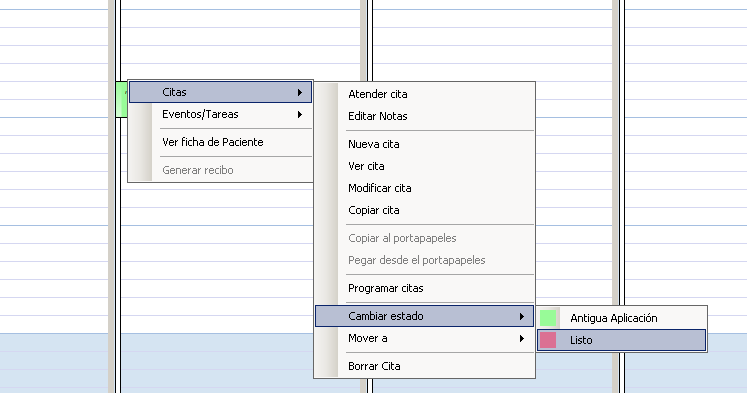 Citas
Eventos/Tareas
Ver ficha de Paciente
Generar recibo
Atender cita
Editar Notas
Nueva cita
Ver cita
Modificar cita
Copiar cita
Copiar al portapapeles
Pegar desde el portapapeles
Programar citas
Cambiar estado
Mover a
Borrar Cita
Antigua Aplicación
Listo